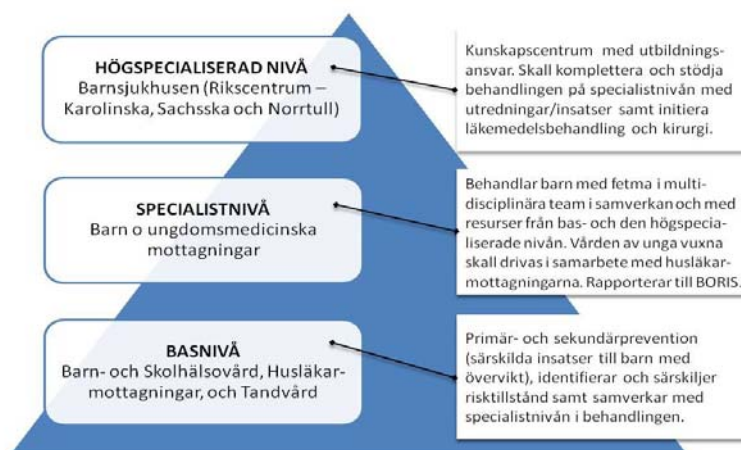 HÖGSPECIALISERAD NIVÅ
Barnsjukhusen (Rikscentrum –
Karolinska, Sachsska och Norrtull)
Kunskapscentrum med utbildnings-
ansvar. Skall komplettera och stödja
behandlingen på specialistnivån med
utredningar/insatser samt initiera
läkemedelsbehandling och kirurgi.
SPECIALISTNIVÅ
Barn o ungdomsmedicinska
mottagningar
Behandlar barn med fetma i multi-
disciplinära team i samverkan och med
resurser från bas- och den högspecia-
liserade nivån. Vården av unga vuxna
skall drivas i samarbete med husläkar-
mottagningarna. Rapporterar till BORIS.
BASNIVÅ
Barn- och Skolhälsovård, Husläkar-
mottagningar, och Tandvård
Primär- och sekundärprevention
(särskilda insatser till barn med
övervikt), identifierar och särskiljer
risktillstånd samt samverkar med
specialistnivån i behandlingen.